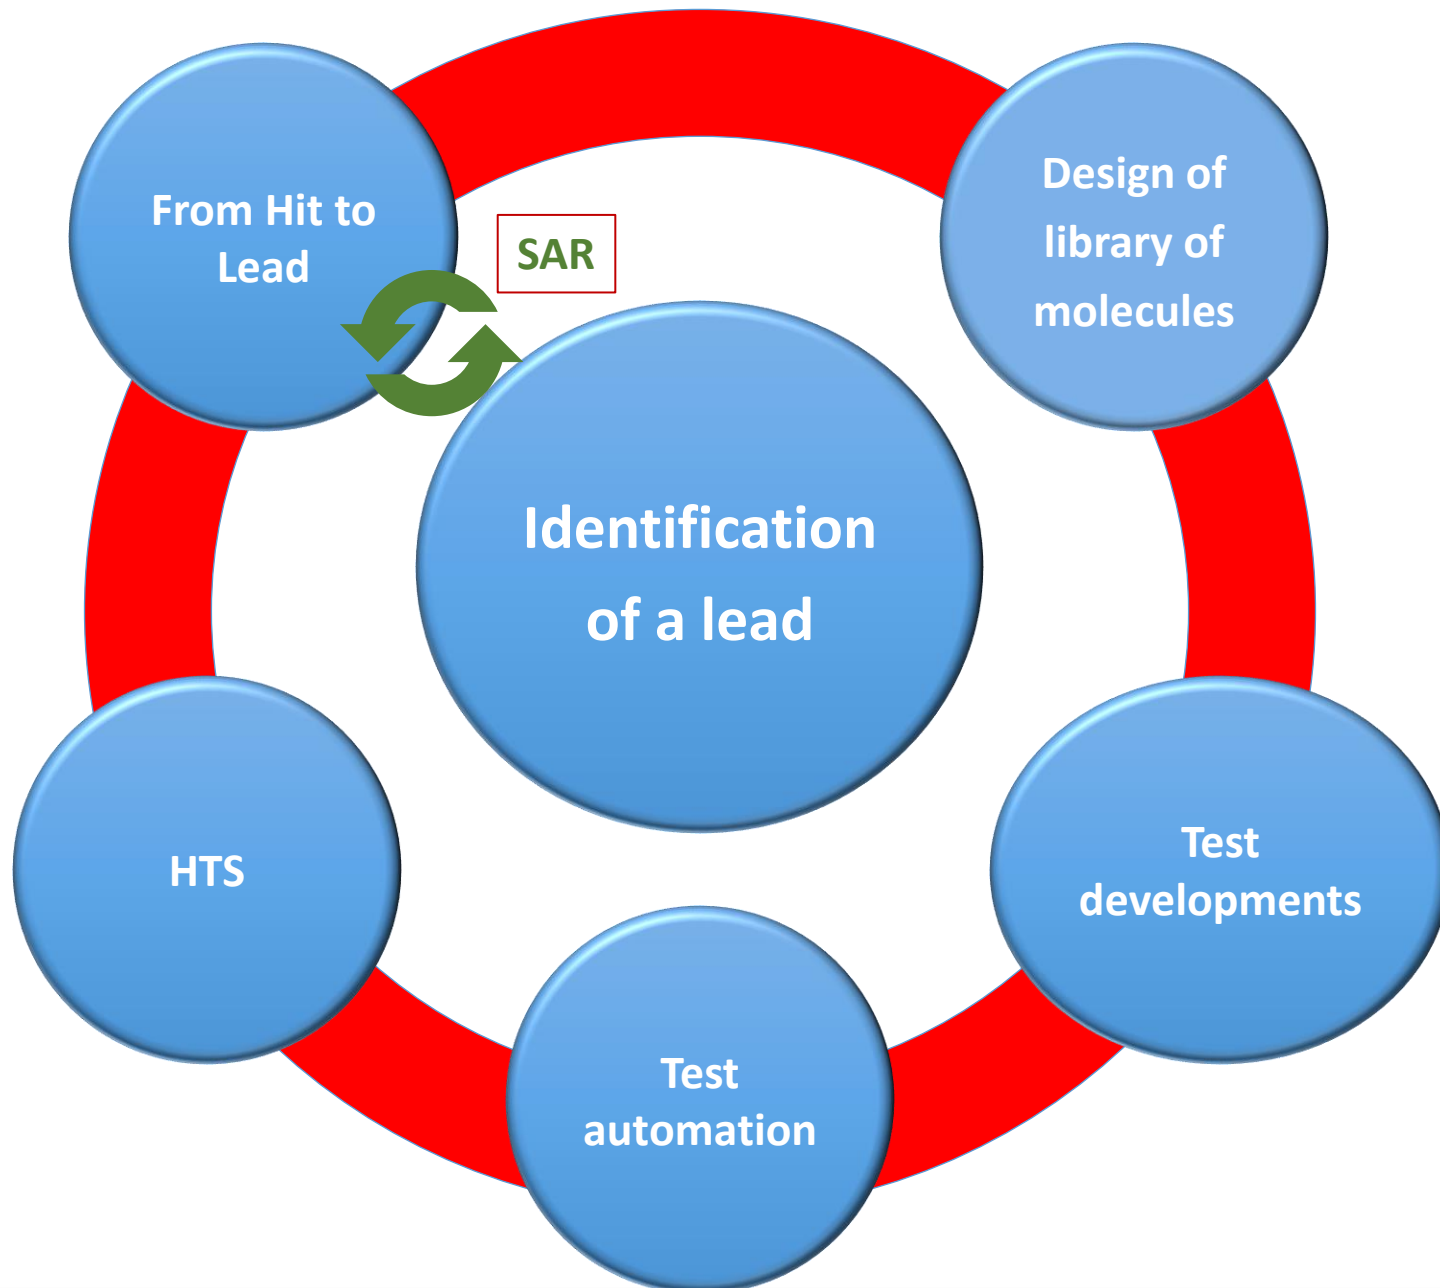 From Hit to
Lead
SAR
Design of
library of
molecules
Identification
of a lead
HTS
Test
developments
Test
automation